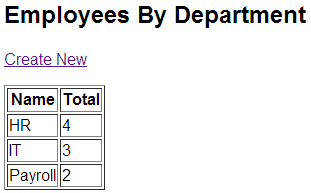 Employees By Department
Create New
Name Total
HR 4
IT 3
Payroll 2